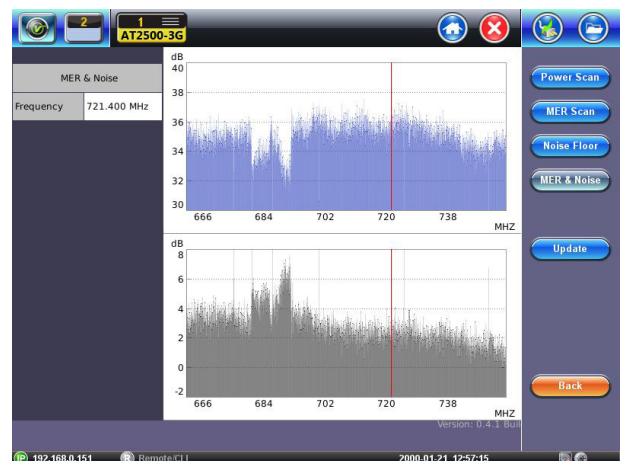 2
1
AT2500-3G
MER & Noise
Frequency 721.400 MHz
dB
40
38
36
34
32
30
666 684 702 720 738
MHZ
dB
8
6
4
2
0
-2
666 684 702 720 738
MHZ
Version: 0.4.1 Buil
Power Scan
MER Scan
Noise Floor
MER & Noise
Update
Back
IP 192.168.0.151 R Remote/CLI 2000-01-21 12:57:15